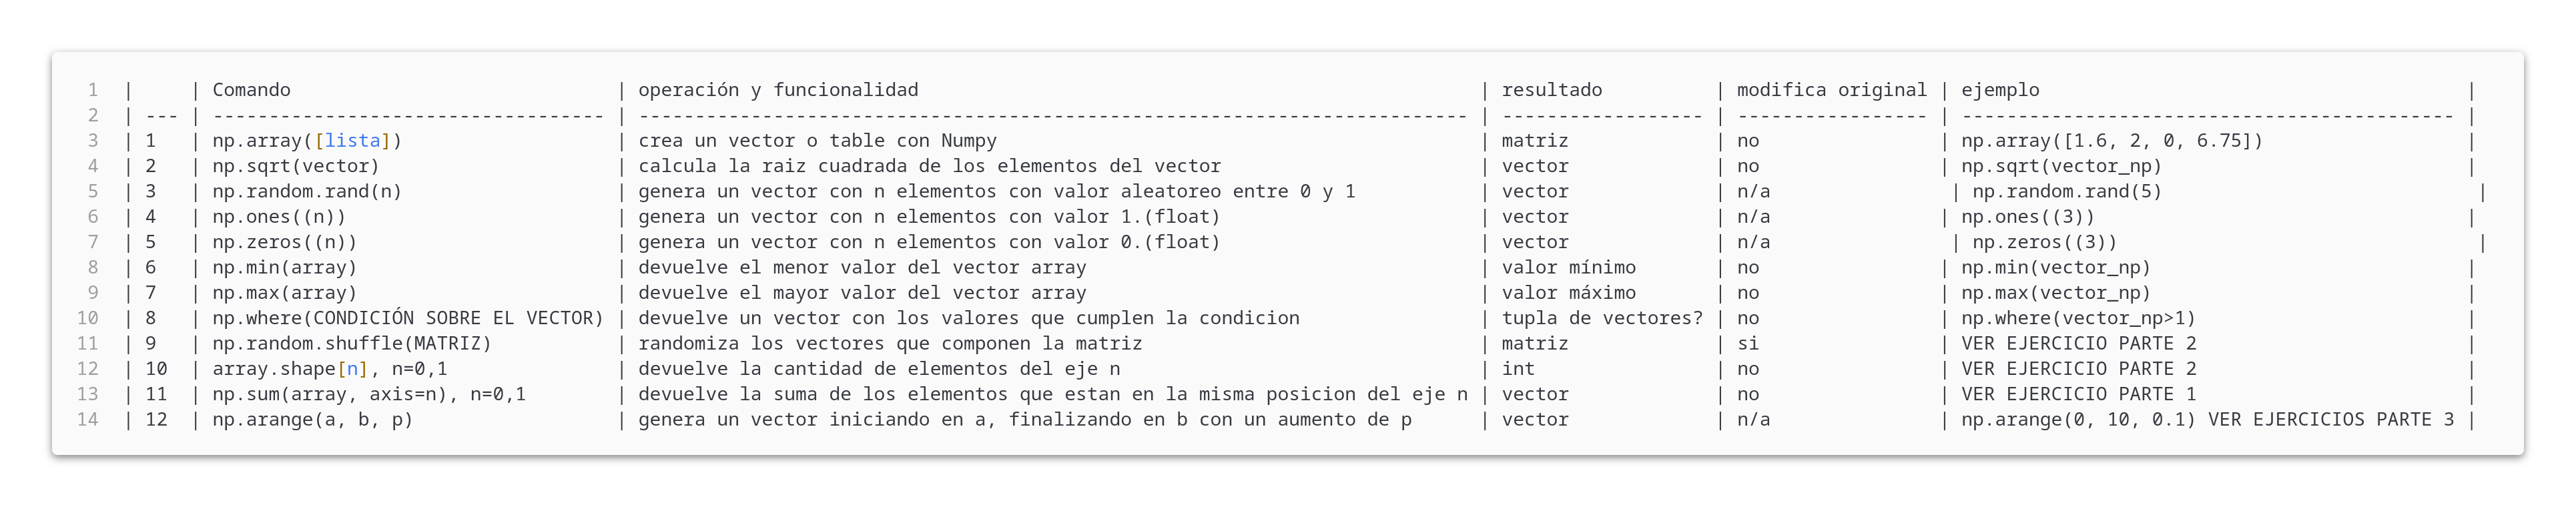 1 |     | Comando                           | operación y funcionalidad                                                  | resultado          | modifica original | ejemplo                                      |
2 | --- | ----------------------------------- | -------------------------------------------------------------------------- | ------------------ | ----------------- | -------------------------------------------- |
3 | 1   | np.array([lista])                   | crea un vector o table con Numpy                                           | matriz             | no                | np.array([1.6, 2, 0, 6.75])                  |
4 | 2   | np.sqrt(vector)                     | calcula la raiz cuadrada de los elementos del vector                       | vector             | no                | np.sqrt(vector_np)                           |
5 | 3   | np.random.rand(n)                   | genera un vector con n elementos con valor aleatoreo entre 0 y 1           | vector             | n/a                | np.random.rand(5)                            |
6 | 4   | np.ones((n))                        | genera un vector con n elementos con valor 1.(float)                       | vector             | n/a               | np.ones((3))                                 |
7 | 5   | np.zeros((n))                       | genera un vector con n elementos con valor 0.(float)                       | vector             | n/a                | np.zeros((3))                                |
8 | 6   | np.min(array)                       | devuelve el menor valor del vector array                                   | valor mínimo       | no                | np.min(vector_np)                            |
9 | 7   | np.max(array)                       | devuelve el mayor valor del vector array                                   | valor máximo       | no                | np.max(vector_np)                            |
10 | 8   | np.where(CONDICIÓN SOBRE EL VECTOR) | devuelve un vector con los valores que cumplen la condicion                | tupla de vectores? | no                | np.where(vector_np>1)                        |
11 | 9   | np.random.shuffle(MATRIZ)           | randomiza los vectores que componen la matriz                              | matriz             | si                | VER EJERCICIO PARTE 2                        |
12 | 10  | array.shape[n], n=0,1               | devuelve la cantidad de elementos del eje n                                | int                | no                | VER EJERCICIO PARTE 2                        |
13 | 11  | np.sum(array, axis=n), n=0,1        | devuelve la suma de los elementos que estan en la misma posicion del eje n | vector             | no                | VER EJERCICIO PARTE 1                        |
14 | 12  | np.arange(a, b, p)                  | genera un vector iniciando en a, finalizando en b con un aumento de p      | vector             | n/a               | np.arange(0, 10, 0.1) VER EJERCICIOS PARTE 3 |